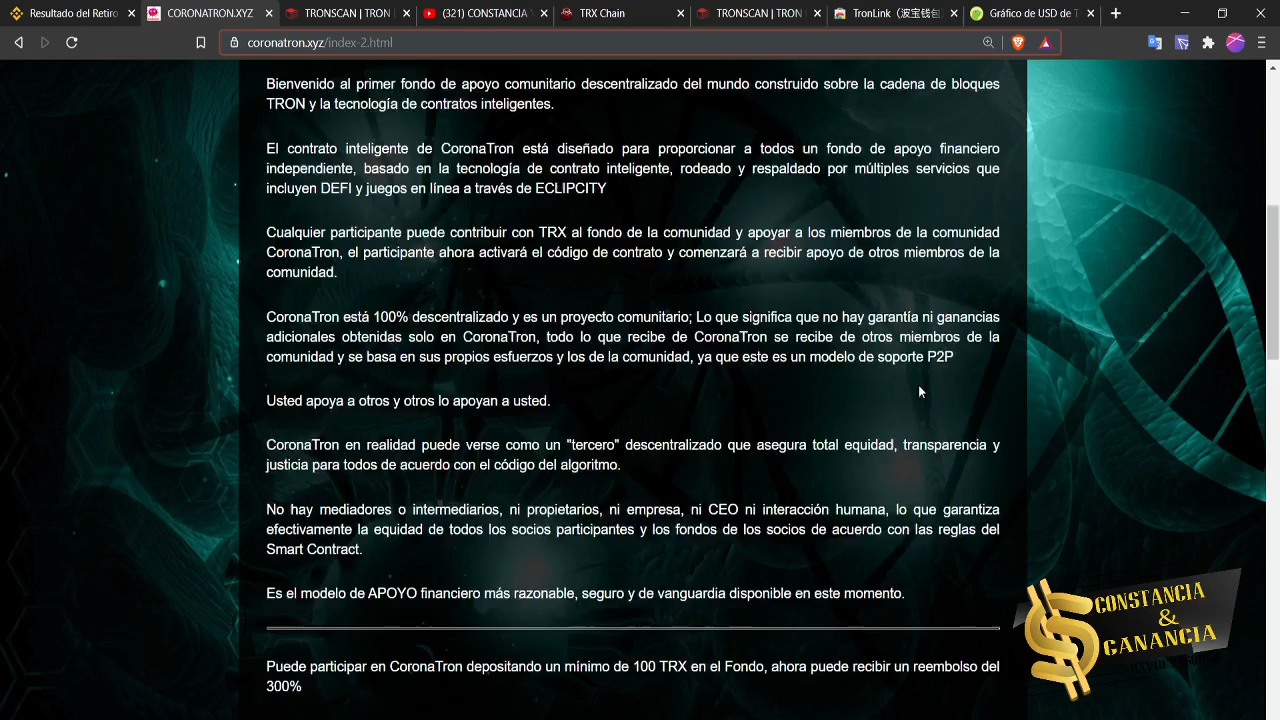 Resultado del Retiro
CORONATRON.XYZ
TRONSCAN | TRON
(321) CONSTANCIA
TRX Chain
TRONSCAN | TRON
TronLink（波宝钱包
Gráfico de USD de T
coronatron.xyz/index-2.html
Bienvenido al primer fondo de apoyo comunitario descentralizado del mundo construido sobre la cadena de bloques
TRON y la tecnología de contratos inteligentes.
El contrato inteligente de CoronaTron está diseñado para proporcionar a todos un fondo de apoyo financiero
independiente, basado en la tecnología de contrato inteligente, rodeado y respaldado por múltiples servicios que
incluyen DEFI y juegos en línea a través de ECLIPCITY
Cualquier participante puede contribuir con TRX al fondo de la comunidad y apoyar a los miembros de la comunidad
CoronaTron, el participante ahora activará el código de contrato y comenzará a recibir apoyo de otros miembros de la
comunidad.
CoronaTron está 100% descentralizado y es un proyecto comunitario; Lo que significa que no hay garantía ni ganancias
adicionales obtenidas solo en CoronaTron, todo lo que recibe de CoronaTron se recibe de otros miembros de la
comunidad y se basa en sus propios esfuerzos y los de la comunidad, ya que este es un modelo de soporte P2P
Usted apoya a otros y otros lo apoyan a usted.
CoronaTron en realidad puede verse como un "tercero" descentralizado que asegura total equidad, transparencia y
justicia para todos de acuerdo con el código del algoritmo.
No hay mediadores o intermediarios, ni propietarios, ni empresa, ni CEO ni interacción humana, lo que garantiza
efectivamente la equidad de todos los socios participantes y los fondos de los socios de acuerdo con las reglas del
Smart Contract.
Es el modelo de APOYO financiero más razonable, seguro y de vanguardia disponible en este momento.
CONSTANCIA
&
GANANCIA
Puede participar en CoronaTron depositando un mínimo de 100 TRX en el Fondo, ahora puede recibir un reembolso del
300%